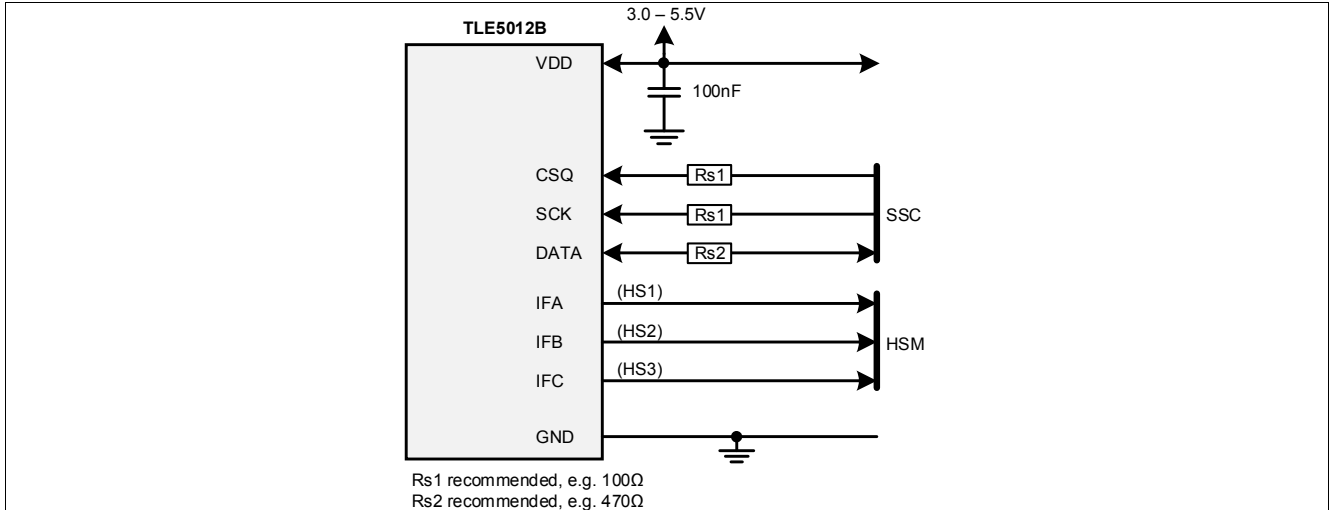 3.0 – 5.5V
TLE5012B
VDD
100nF
CSQ
Rs1
SCK
Rs1
SSC
DATA
Rs2
IFA
(HS1)
IFB
(HS2)
HSM
IFC
(HS3)
GND
Rs1 recommended, e.g. 100Ω
Rs2 recommended, e.g. 470Ω